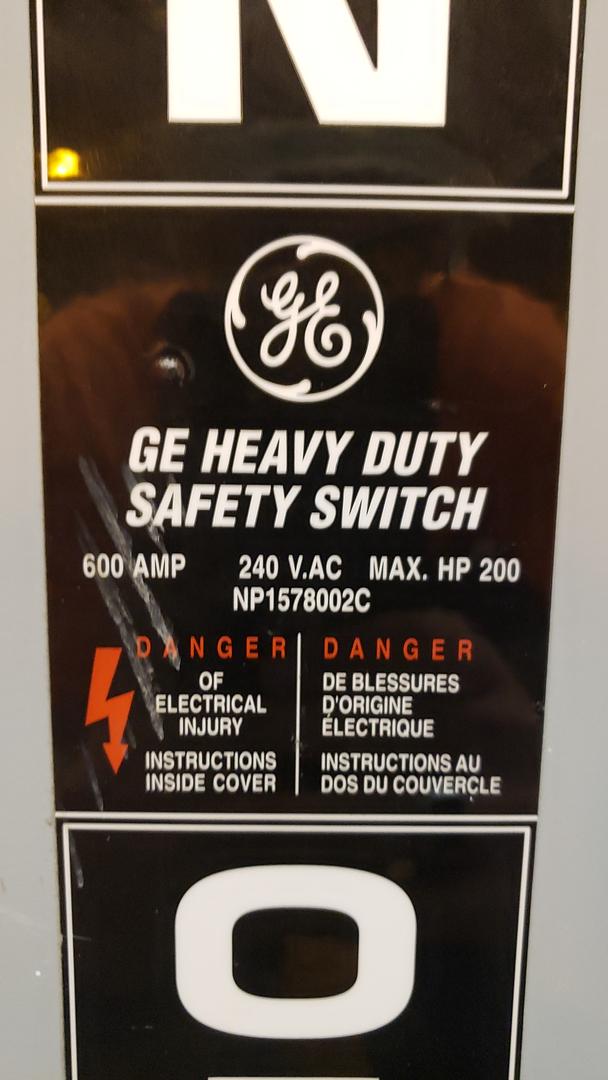 N
GE
GE HEAVY DUTY
SAFETY SWITCH
600 AMP 240 V.AC MAX. HP 200
NP1578002C
DANGER
OF
ELECTRICAL
INJURY
INSTRUCTIONS
INSIDE COVER
DANGER
DE BLESSURES
D'ORIGINE
ÉLECTRIQUE
INSTRUCTIONS AU
DOS DU COUVERCLE
O